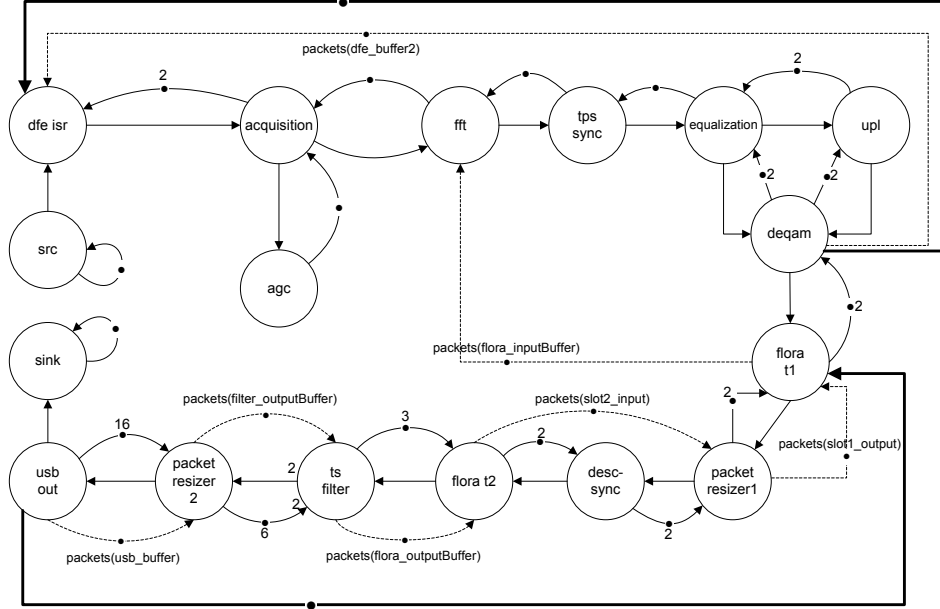 packets(dfe_buffer2)
2
2
dfe isr
acquisition
fft
tps
sync
equalization
upl
2
2
src
deqam
agc
2
packets(flora_inputBuffer)
sink
flora
t1
packets(filter_outputBuffer)
packets(slot2_input)
2
16
3
2
packets(slot1_output)
usb
out
packet
resizer
2
2
ts
filter
flora t2
desc-
sync
packet
resizer1
2
6
2
packets(usb_buffer)
packets(flora_outputBuffer)